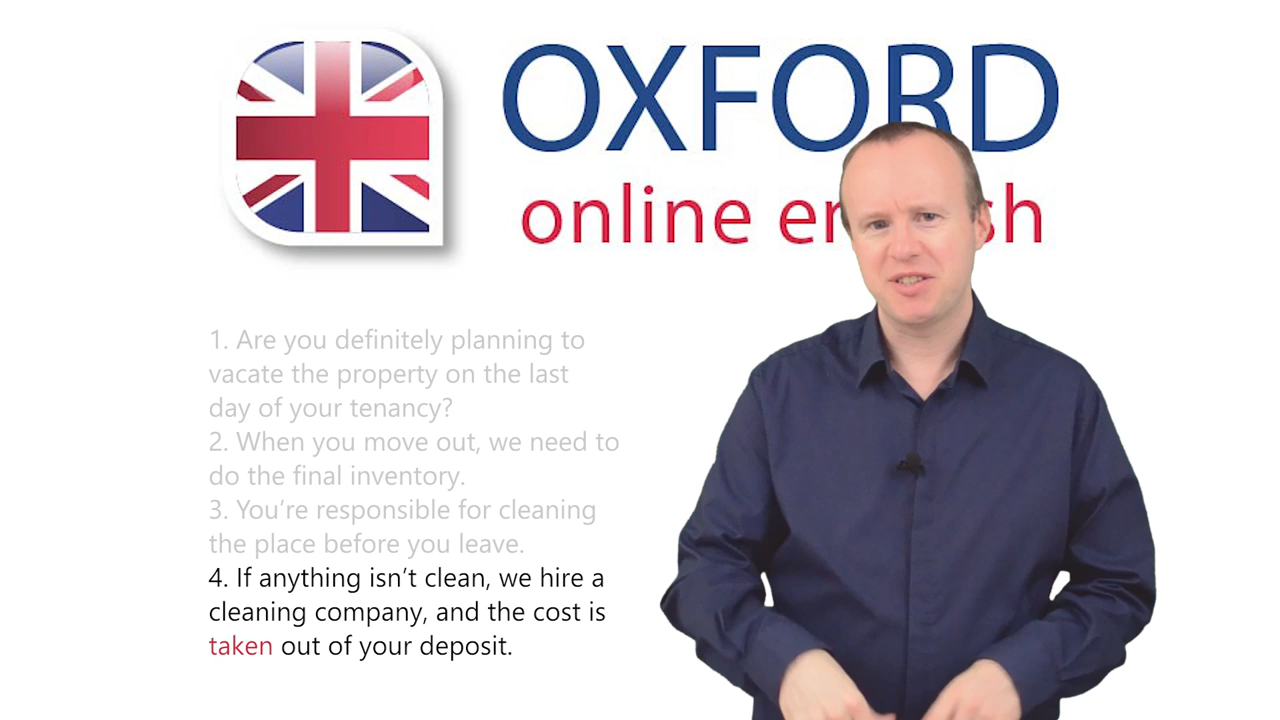 OXFORD
online
1. Are you definitely planning to
vacate the property on the last
day of your tenancy?
2. When you move out, we need to
do the final inventory.
3. You’re responsible for cleaning
the place before you leave.
4. If anything isn’t clean, we hire a
cleaning company, and the cost is
taken out of your deposit.